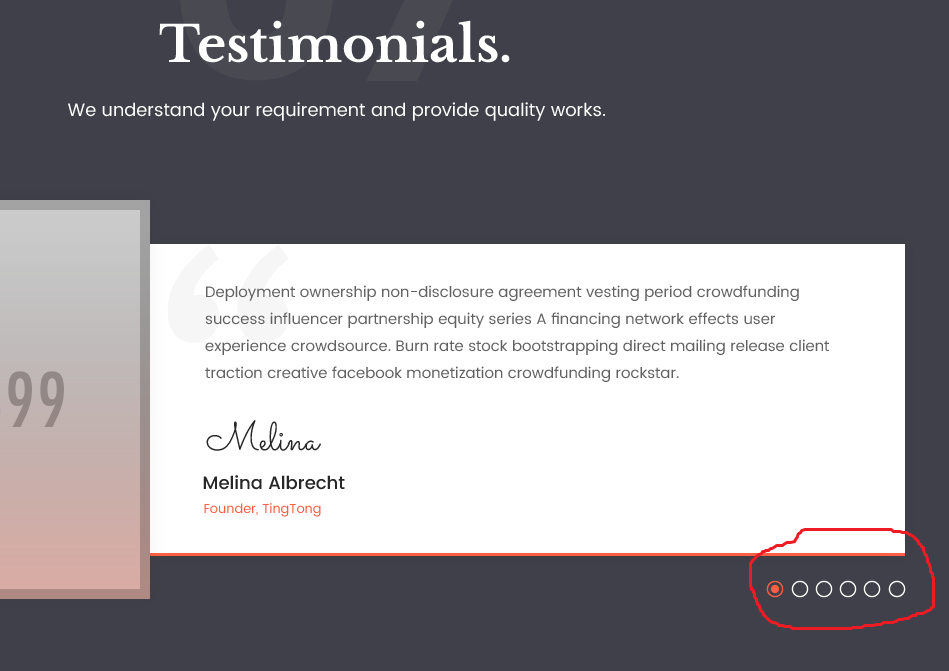 Testimonials.
We understand your requirement and provide quality works.
99
Deployment ownership non-disclosure agreement vesting period crowdfunding
success influencer partnership equity series A financing network effects user
experience crowdsource. Burn rate stock bootstrapping direct mailing release client
traction creative facebook monetization crowdfunding rockstar.
Melina
Melina Albrecht
Founder, TingTong